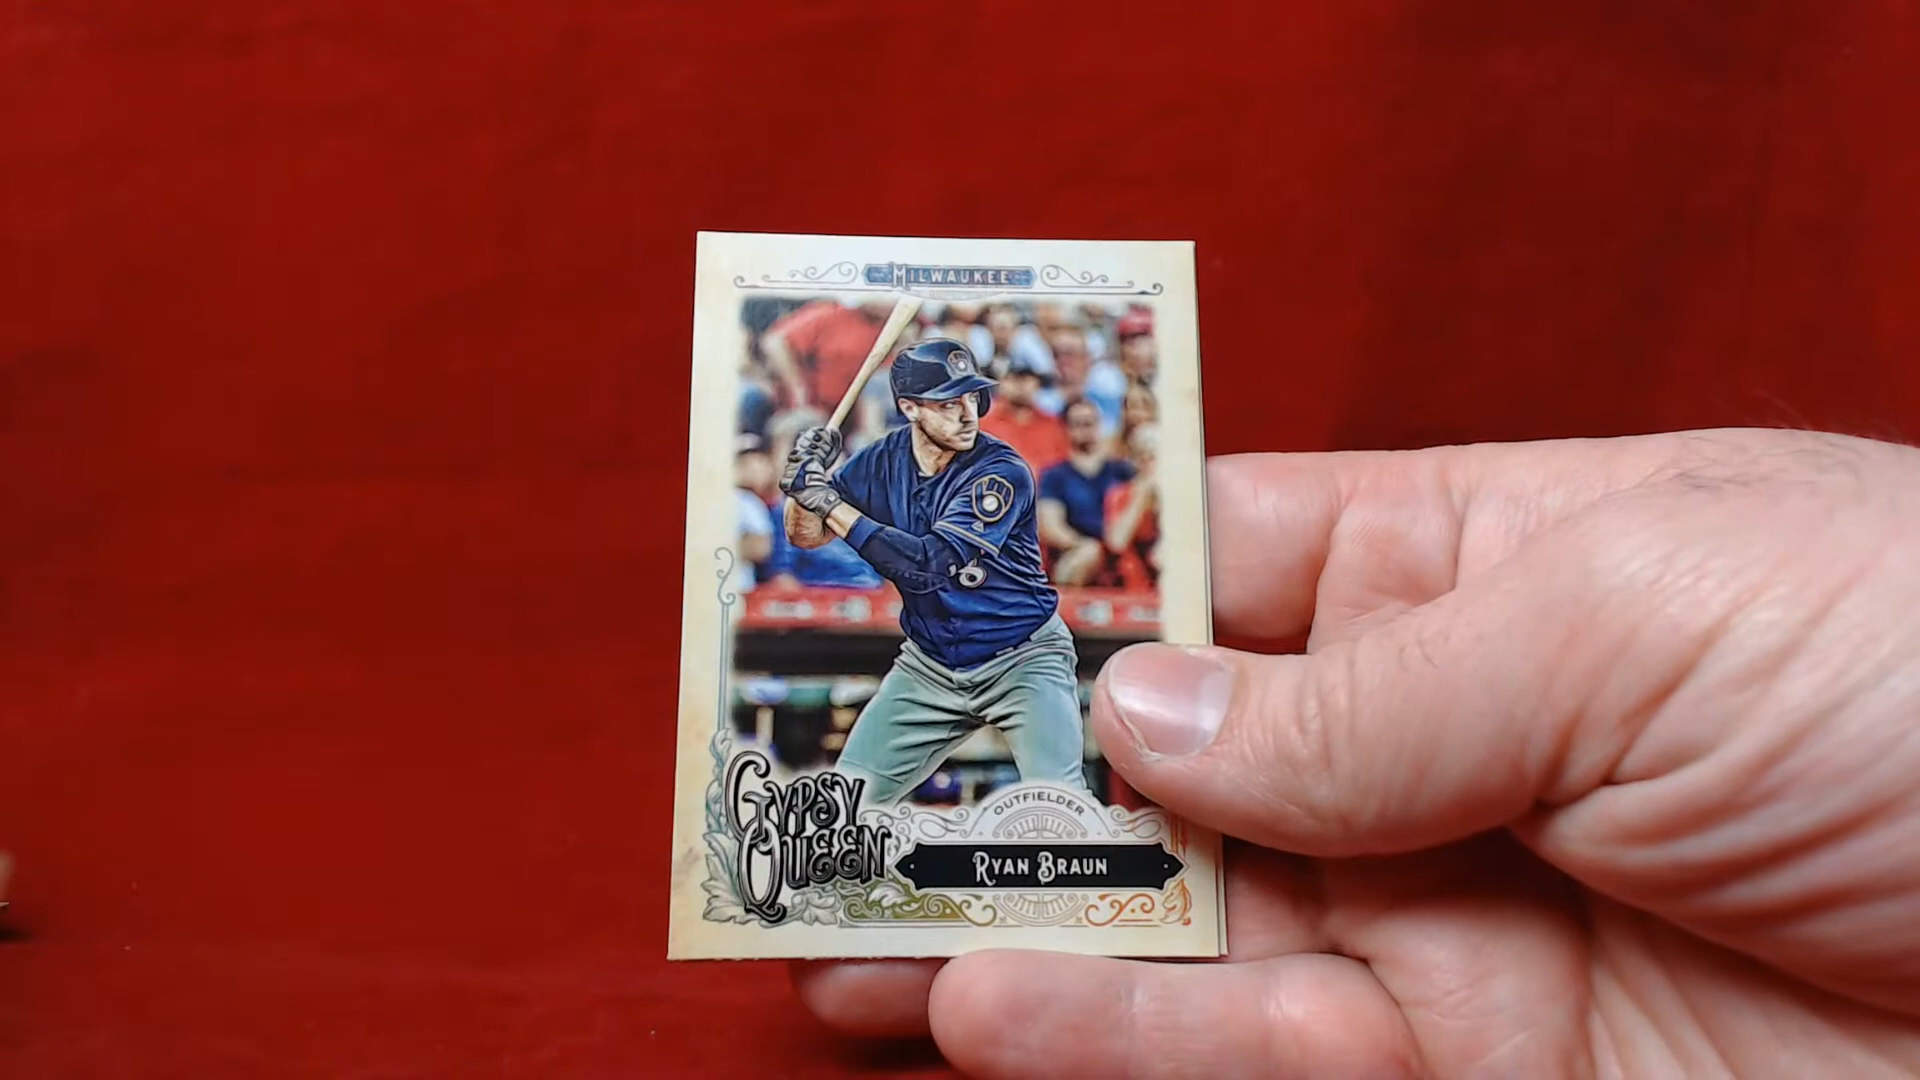 MILWAUKEE
OUTFIELDER
GYPSY
QUEEN
RYAN BRAUN